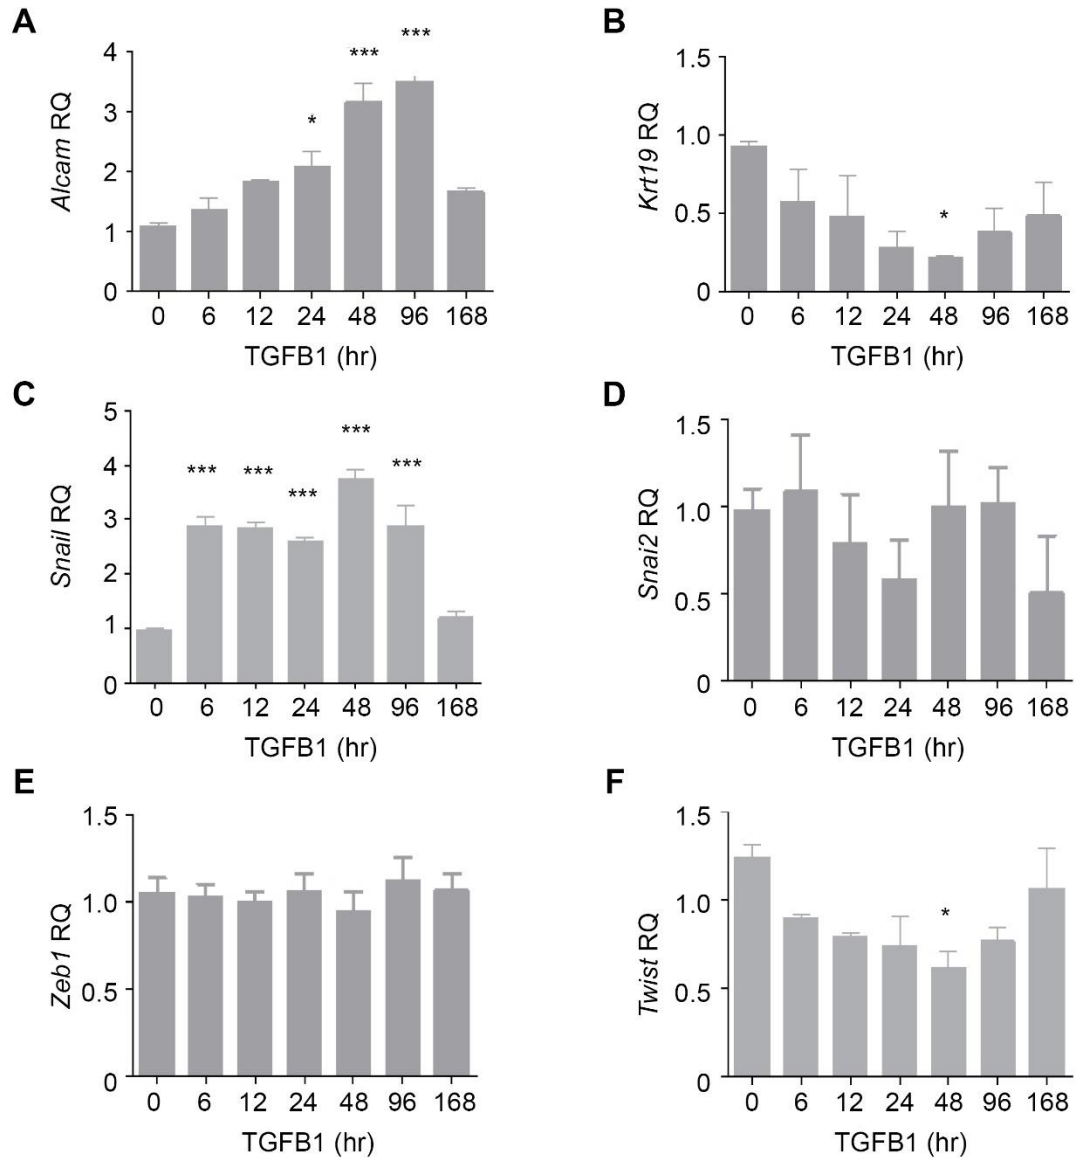 A
Alcam RQ
4
3
2
1
0
*
***
***
0 6 12 24 48 96 168
TGFB1 (hr)
B
Krt19 RQ
1.5
1.0
0.5
0
*
0 6 12 24 48 96 168
TGFB1 (hr)
C
Snail RQ
5
4
3
2
1
0
***
***
***
***
***
0 6 12 24 48 96 168
TGFB1 (hr)
D
Snai2 RQ
1.5
1.0
0.5
0
0 6 12 24 48 96 168
TGFB1 (hr)
E
Zeb1 RQ
1.5
1.0
0.5
0
0 6 12 24 48 96 168
TGFB1 (hr)
F
Twist RQ
1.5
1.0
0.5
0
*
0 6 12 24 48 96 168
TGFB1 (hr)